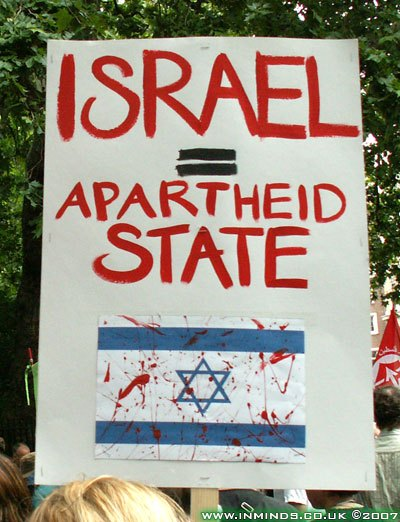 ISRAEL
=
APARTHEID
STATE
WWW.INMINDS.CO.UK ©2007